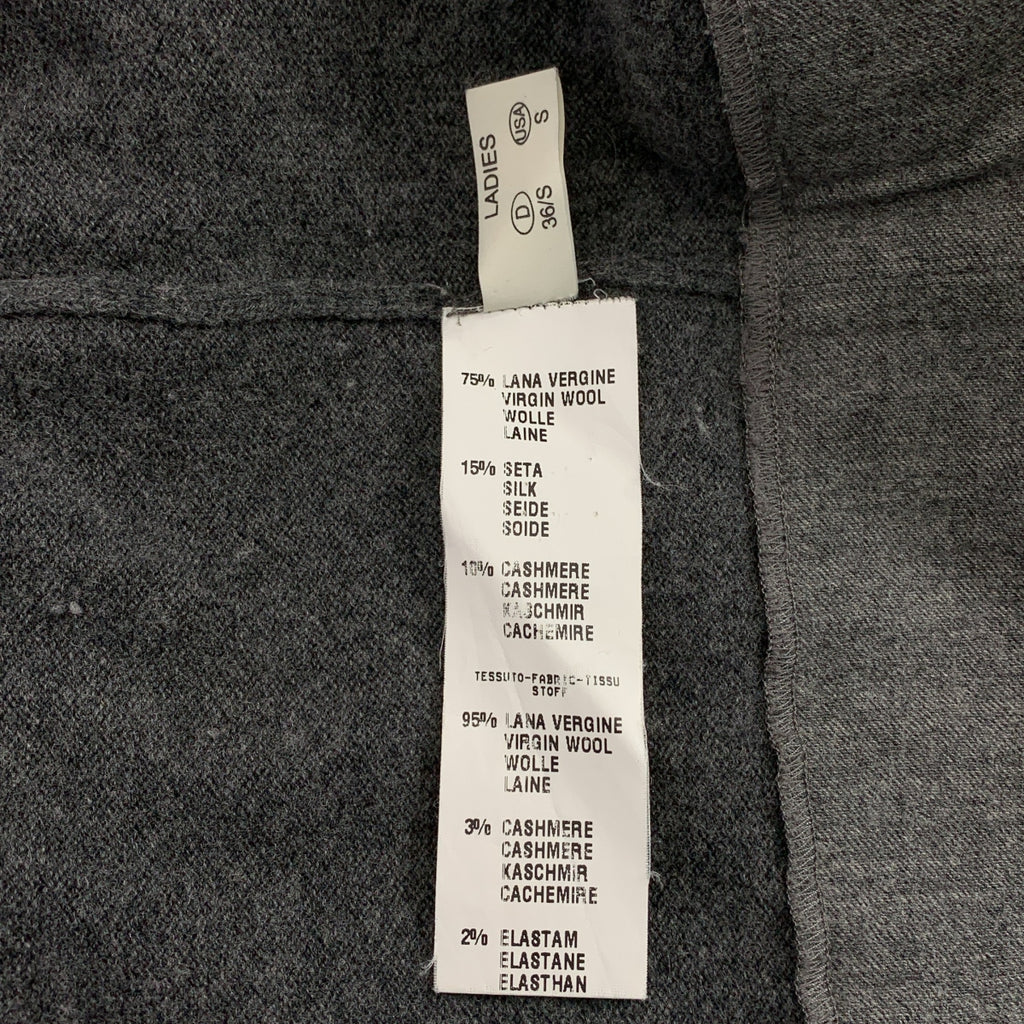 LADIES
D USA
36/S S
75% LANA VERGINE
VIRGIN WOOL
WOLLE
LAINE
15% SETA
SILK
SEIDE
SOIDE
10% CASHMERE
CASHMERE
KASCHMIR
CACHEMIRE
TESSUTO-FABRIC-TISSU
STOFF
95% LANA VERGINE
VIRGIN WOOL
WOLLE
LAINE
3% CASHMERE
CASHMERE
KASCHMIR
CACHEMIRE
2% ELASTAM
ELASTANE
ELASTHAN